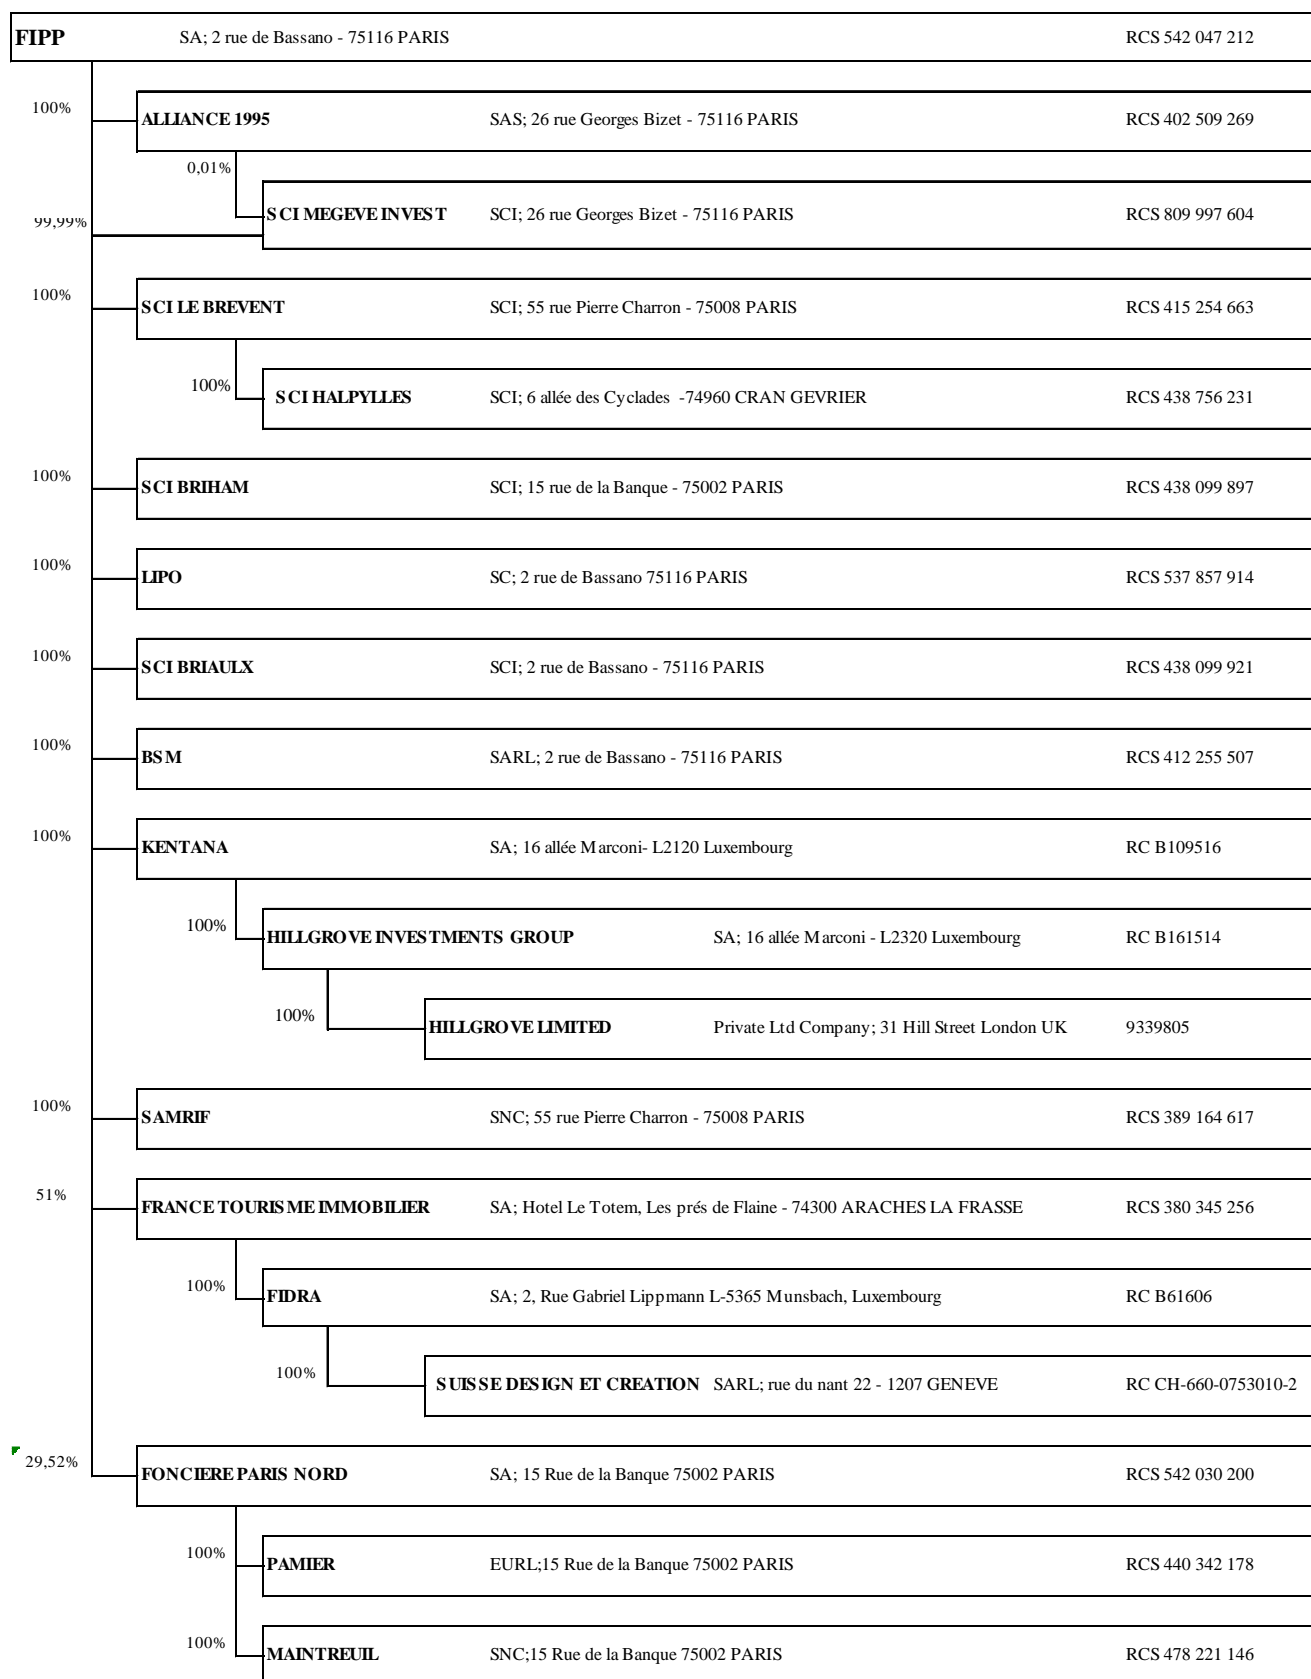 FIPP SA; 2 rue de Bassano - 75116 PARIS RCS 542 047 212
100%
ALLIANCE 1995 SAS; 26 rue Georges Bizet - 75116 PARIS RCS 402 509 269
0,01%
SCI MEGEVE INVEST SCI; 26 rue Georges Bizet - 75116 PARIS RCS 809 997 604
99,99%
100%
SCI LE BREVENT SCI; 55 rue Pierre Charron - 75008 PARIS RCS 415 254 663
100%
SCI HALPYLLES SCI; 6 allée des Cyclades -74960 CRAN GEVRIER RCS 438 756 231
100%
SCI BRIHAM SCI; 15 rue de la Banque - 75002 PARIS RCS 438 099 897
100%
LIPO SC; 2 rue de Bassano 75116 PARIS RCS 537 857 914
100%
SCI BRIAULX SCI; 2 rue de Bassano - 75116 PARIS RCS 438 099 921
100%
BSM SARL; 2 rue de Bassano - 75116 PARIS RCS 412 255 507
100%
KENTANA SA; 16 allée Marconi- L2120 Luxembourg RC B109516
100%
HILLGROVE INVESTMENTS GROUP SA; 16 allée Marconi - L2320 Luxembourg RC B161514
100%
HILLGROVE LIMITED Private Ltd Company; 31 Hill Street London UK 9339805
100%
SAMRIF SNC; 55 rue Pierre Charron - 75008 PARIS RCS 389 164 617
51%
FRANCE TOURISME IMMOBILIER SA; Hotel Le Totem, Les prés de Flaine - 74300 ARACHES LA FRASSE RCS 380 345 256
100%
FIDRA SA; 2, Rue Gabriel Lippmann L-5365 Munsbach, Luxembourg RC B61606
100%
SUISSE DESIGN ET CREATION SARL; rue du nant 22 - 1207 GENEVE RC CH-660-0753010-2
29,52%
FONCIERE PARIS NORD SA; 15 Rue de la Banque 75002 PARIS RCS 542 030 200
100%
PAMIER EURL;15 Rue de la Banque 75002 PARIS RCS 440 342 178
100%
MAINTREUIL SNC;15 Rue de la Banque 75002 PARIS RCS 478 221 146